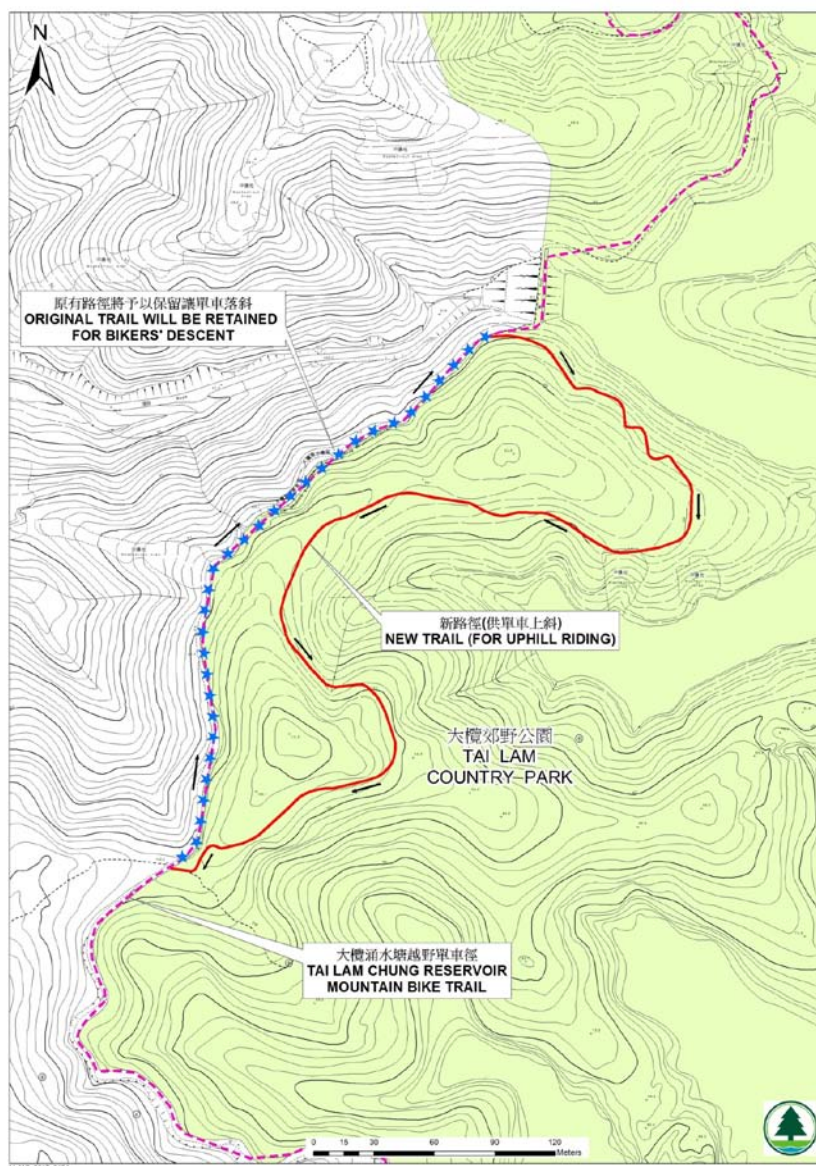 N
原有路徑將予以保留讓單車落斜
ORIGINAL TRAIL WILL BE RETAINED
FOR BIKERS' DESCENT
新路徑(供單車上斜)
NEW TRAIL (FOR UPHILL RIDING)
大欖郊野公園
TAI LAM
COUNTRY PARK
大欖涌水塘越野單車徑
TAI LAM CHUNG RESERVOIR
MOUNTAIN BIKE TRAIL
0 15 30 60 90 120
Meters